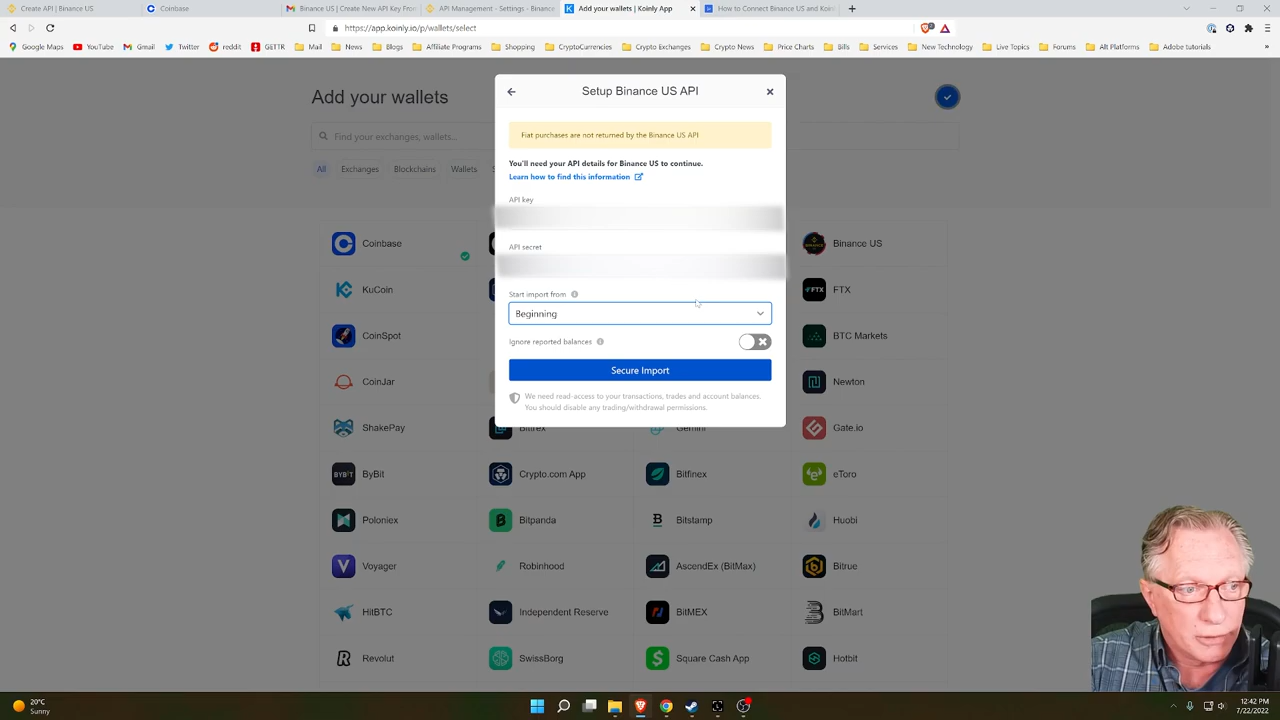 Create API | Binance US
Coinbase
Binance US | Create New API Key Fron
API Management - Settings - Binance
Add your wallets | Koinly App
How to Connect Binance US and Koin
https://app.koinly.io/p/wallets/select
Google Maps
YouTube
Gmail
Twitter
reddit
GETTR
Mail
News
Blogs
Affiliate Programs
Shopping
CryptoCurrencies
Crypto Exchanges
Crypto News
Price Charts
Bills
Services
New Technology
Live Topics
Forums
Alt Platforms
Adobe tutorials
Add your wallets
Find your exchanges, wallets...
All
Exchanges
Blockchains
Wallets
S
Setup Binance US API
Fiat purchases are not returned by the Binance US API
You'll need your API details for Binance US to continue.
Learn how to find this information
API key
API secret
Start import from
Beginning
Ignore reported balances
Secure Import
We need read-access to your transactions, trades and account balances.
You should disable any trading/withdrawal permissions.
Coinbase
Binance US
KuCoin
FTX
CoinSpot
BTC Markets
CoinJar
Newton
ShakePay
Bittrex
Gemini
Gate.io
ByBit
Crypto.com App
Bitfinex
eToro
Poloniex
Bitpanda
Bitstamp
Huobi
Voyager
Robinhood
AscendEx (BitMax)
Bitrue
HitBTC
Independent Reserve
BitMEX
BitMart
Revolut
SwissBorg
Square Cash App
Hotbit
20°C
Sunny
12:42 PM
7/22/2022